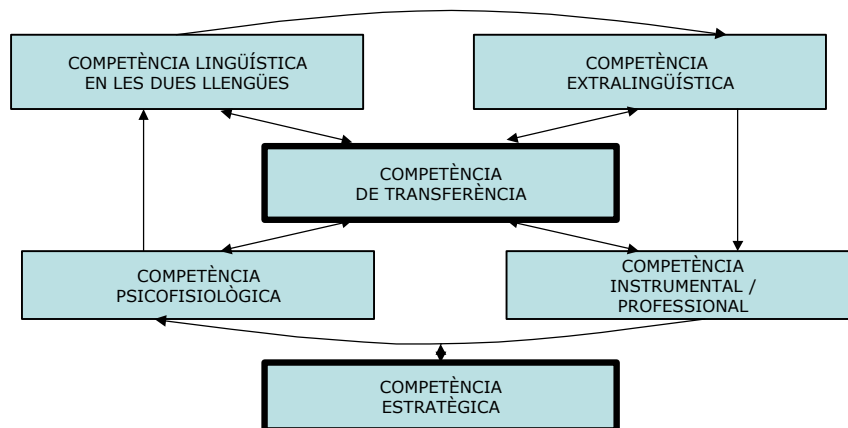 COMPETÈNCIA LINGÜÍSTICA
EN LES DUES LLENGÜES
COMPETÈNCIA
EXTRALINGÜÍSTICA
COMPETÈNCIA
DE TRANSFERÈNCIA
COMPETÈNCIA
PSICOFISIOLÒGICA
COMPETÈNCIA
INSTRUMENTAL /
PROFESSIONAL
COMPETÈNCIA
ESTRATÈGICA